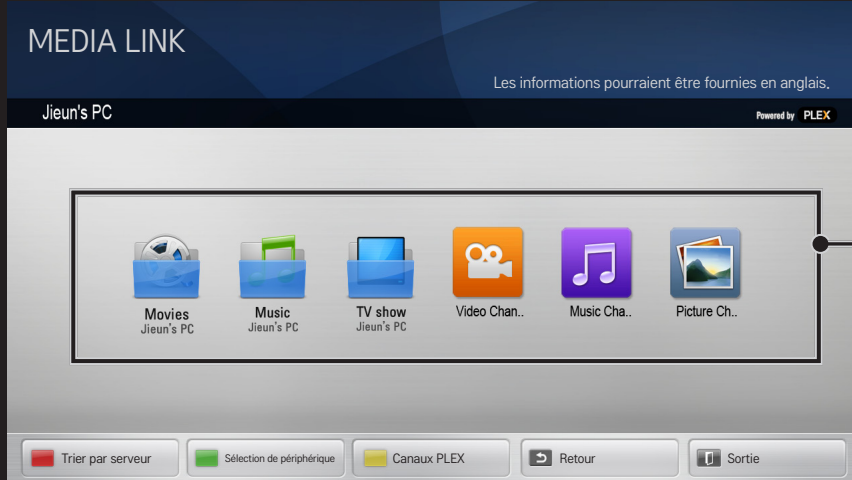 MEDIA LINK
Les informations pourraient être fournies en anglais.
Jieun's PC
Powered by PLEX
Movies
Jieun's PC
Music
Jieun's PC
TV show
Jieun's PC
Video Chan..
Music Cha..
Picture Ch..
Trier par serveur
Sélection de périphérique
Canaux PLEX
Retour
Sortie